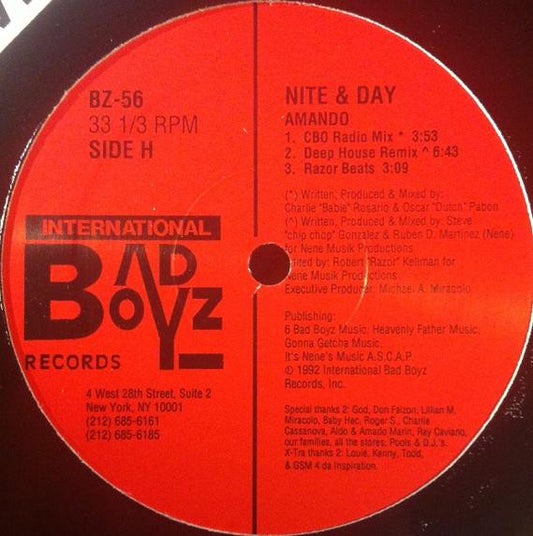 BZ-56
33 1/3 RPM
SIDE H
INTERNATIONAL
BAD
BOYZ
RECORDS
4 West 28th Street, Suite 2
New York, NY 10001
(212) 685-6161
(212) 685-6185
NITE & DAY
AMANDO
1. CBO Radio Mix * 3:53
2. Deep House Remix ^ 6:43
3. Razor Beats 3:09
(*) Written, Produced & Mixed by:
Charlie "Babie" Rosario & Oscar "Dutch" Pabon
(^) Written, Produced & Mixed by: Steve
"chip chop" Gonzalez & Ruben D. Martinez (Nene)
for Nene Musik Productions
Edited by: Robert "Razor" Kellman for
Nene Musik Productions
Executive Producer: Michael A. Miracolo
Publishing:
6 Bad Boyz Music, Heavenly Father Music,
Gonna Getcha Music,
It's Nene's Music A.S.C.A.P.
© 1992 International Bad Boyz
Records, Inc.
Special thanks 2: God, Don Falzon, Lillian M.
Miracolo, Baby Hec, Roger S., Charlie
Cassanova, Aldo & Amado Marin, Ray Caviano,
our families, all the stores, Pools & D.J.'s.
X-Tra thanks 2: Louie, Kenny, Todd,
& GSM 4 da Inspiration.